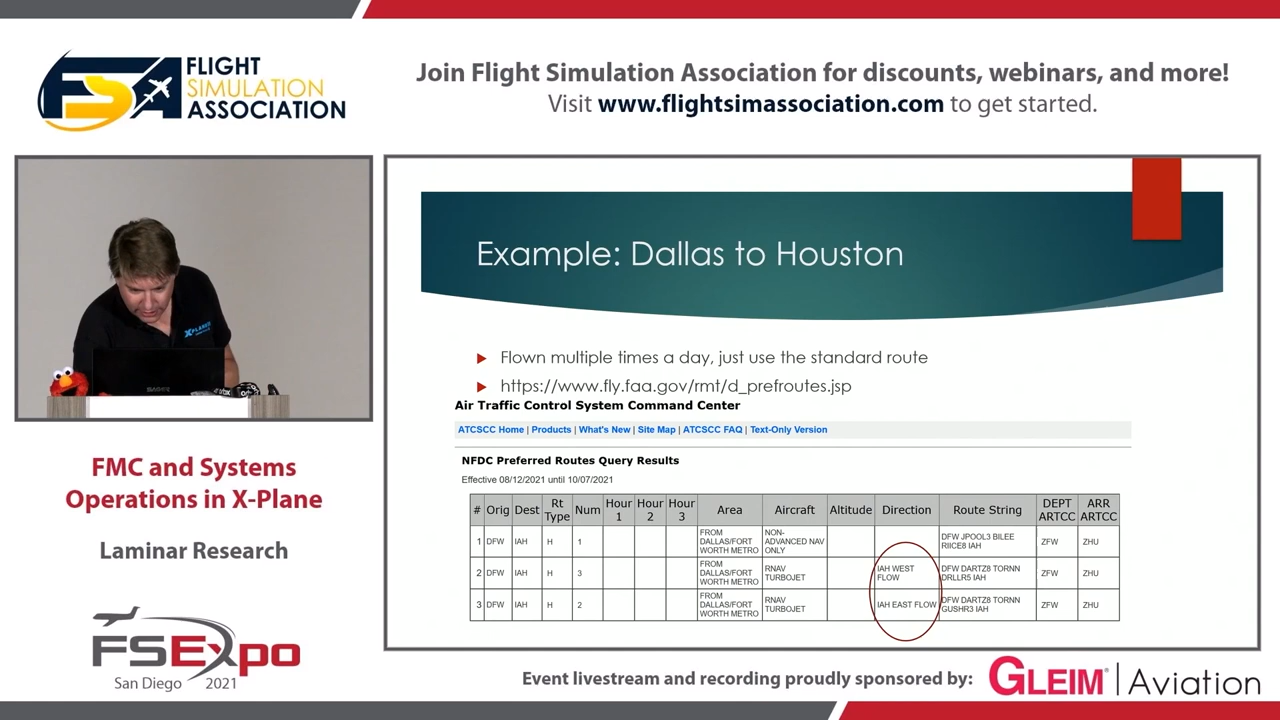 FLIGHT
SIMULATION
ASSOCIATION
Join Flight Simulation Association for discounts, webinars, and more!
Visit www.flightsimassociation.com to get started.
FMC and Systems
Operations in X-Plane
Laminar Research
FSExpo
San Diego 2021
Example: Dallas to Houston
Flown multiple times a day, just use the standard route
https://www.fly.faa.gov/rmt/d_prefroutes.jsp
Air Traffic Control System Command Center
ATCSCC Home | Products | What's New | Site Map | ATCSCC FAQ | Text-Only Version
NFDC Preferred Routes Query Results
Effective 08/12/2021 until 10/07/2021
# Orig Dest Rt Type Num Hour 1 Hour 2 Hour 3 Area Aircraft Altitude Direction Route String DEPT ARTCC ARR ARTCC
1 DFW IAH H 1 FROM DALLAS/FORT WORTH METRO NON-ADVANCED NAV ONLY DFW JPOOL3 BILEE RIICE8 IAH ZFW ZHU
2 DFW IAH H 3 FROM DALLAS/FORT WORTH METRO RNAV TURBOJET IAH WEST FLOW DFW DARTZ8 TORNN DRLLR5 IAH ZFW ZHU
3 DFW IAH H 2 FROM DALLAS/FORT WORTH METRO RNAV TURBOJET IAH EAST FLOW DFW DARTZ8 TORNN GUSHR3 IAH ZFW ZHU
Event livestream and recording proudly sponsored by:
GLEIM® | Aviation